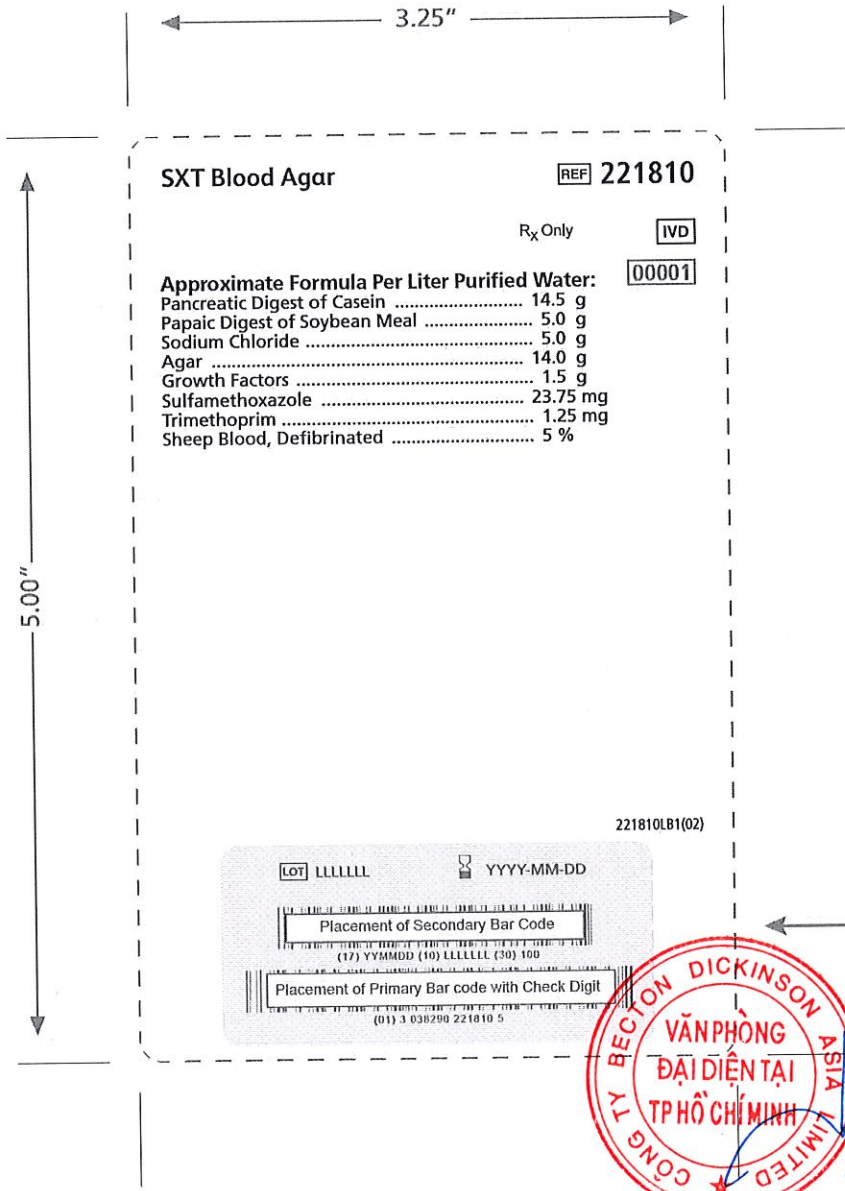 3.25"
SXT Blood Agar
REF 221810
Rx Only
IVD
00001
Approximate Formula Per Liter Purified Water:
Pancreatic Digest of Casein ........................ 14.5 g
Papaic Digest of Soybean Meal .................... 5.0 g
Sodium Chloride .......................................... 5.0 g
Agar ............................................................ 14.0 g
Growth Factors ............................................ 1.5 g
Sulfamethoxazole ....................................... 23.75 mg
Trimethoprim .............................................. 1.25 mg
Sheep Blood, Defibrinated .......................... 5 %
5.00"
221810LB1(02)
LOT LLLLLLL
YYYY-MM-DD
Placement of Secondary Bar Code
(17) YYMMDD (10) LLLLLLL (30) 100
Placement of Primary Bar code with Check Digit
(01) 3 038290 221810 5
CÔNG TY BECTON DICKINSON ASIA LIMITED
VĂN PHÒNG
ĐẠI DIỆN TẠI
TP HỒ CHÍ MINH